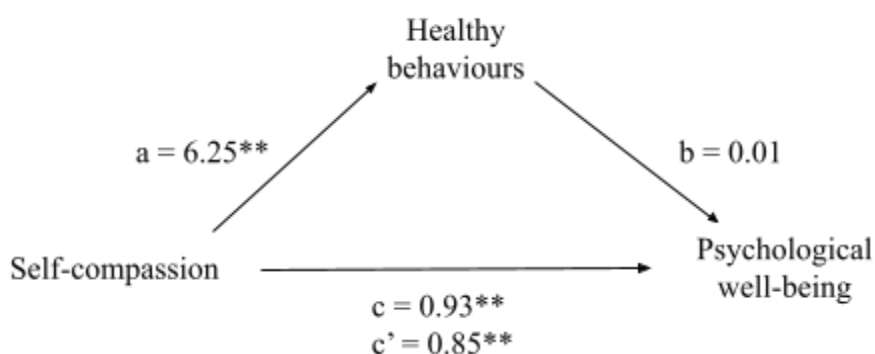 Healthy
behaviours
a = 6.25**
b = 0.01
Self-compassion
Psychological
well-being
c = 0.93**
c’ = 0.85**